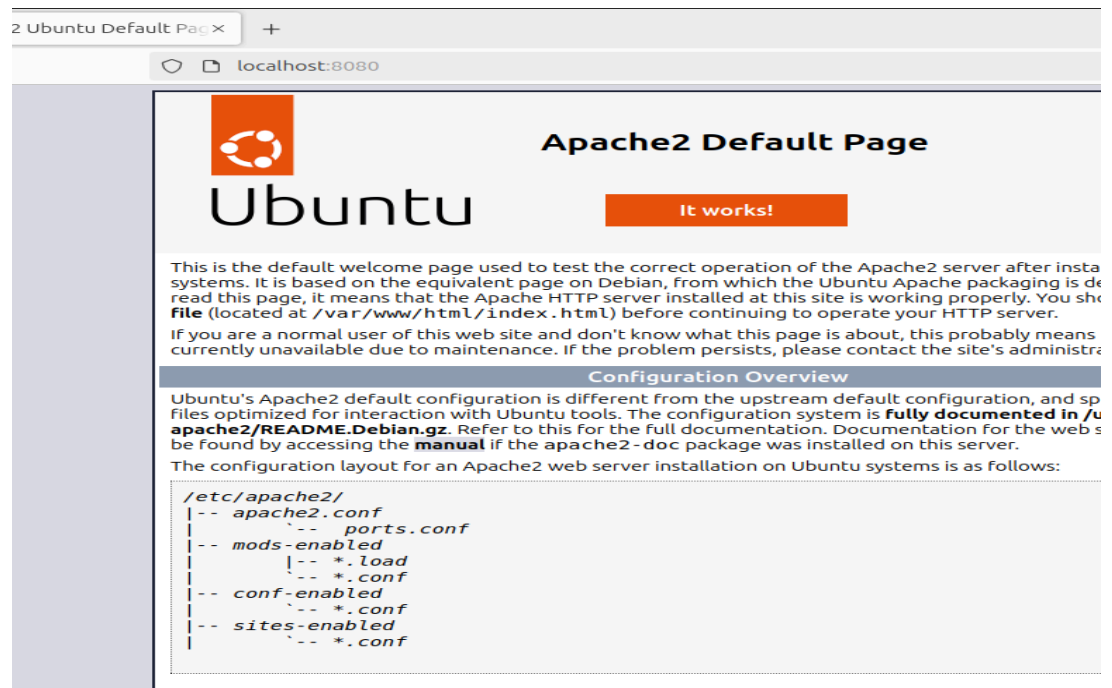 2 Ubuntu Default Pag
localhost:8080
Ubuntu
Apache2 Default Page
It works!
This is the default welcome page used to test the correct operation of the Apache2 server after insta
systems. It is based on the equivalent page on Debian, from which the Ubuntu Apache packaging is de
read this page, it means that the Apache HTTP server installed at this site is working properly. You sho
file (located at /var/www/html/index.html) before continuing to operate your HTTP server.
If you are a normal user of this web site and don't know what this page is about, this probably means
currently unavailable due to maintenance. If the problem persists, please contact the site's administra
Configuration Overview
Ubuntu's Apache2 default configuration is different from the upstream default configuration, and sp
files optimized for interaction with Ubuntu tools. The configuration system is fully documented in /u
apache2/README.Debian.gz. Refer to this for the full documentation. Documentation for the web s
be found by accessing the manual if the apache2-doc package was installed on this server.
The configuration layout for an Apache2 web server installation on Ubuntu systems is as follows:
/etc/apache2/
|-- apache2.conf
|       `--  ports.conf
|-- mods-enabled
|       |-- *.load
|       `-- *.conf
|-- conf-enabled
|       `-- *.conf
|-- sites-enabled
|       `-- *.conf